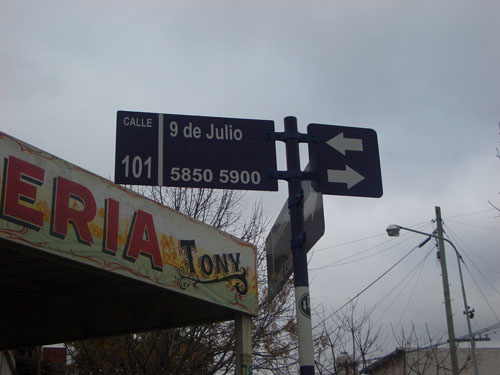 CALLE
101
9 de Julio
5850 5900
ERIA
TONY